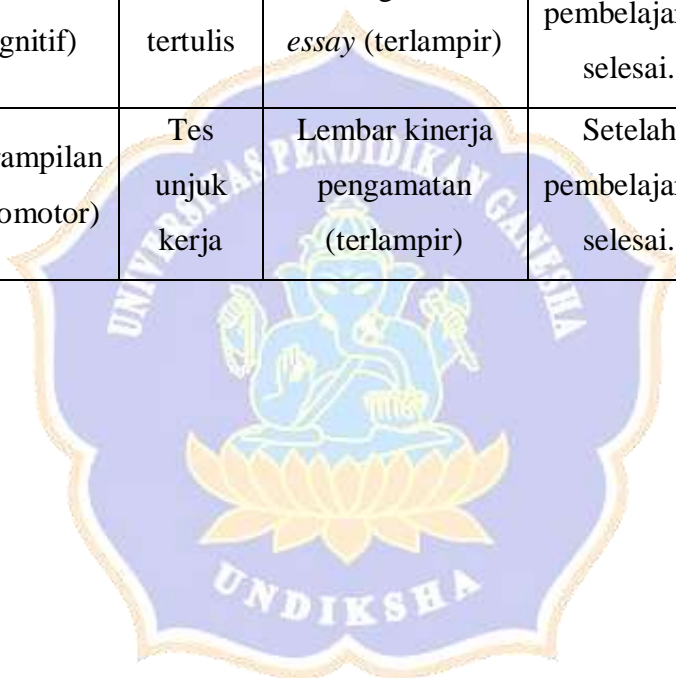 gnitif)
tertulis
essay (terlampir)
pembelajar
selesai.
rampilan
omotor)
Tes
unjuk
kerja
Lembar kinerja
pengamatan
(terlampir)
Setelah
pembelajar
selesai.
UNIVERSITAS PENDIDIKAN GANESHA
UNDIKSHA